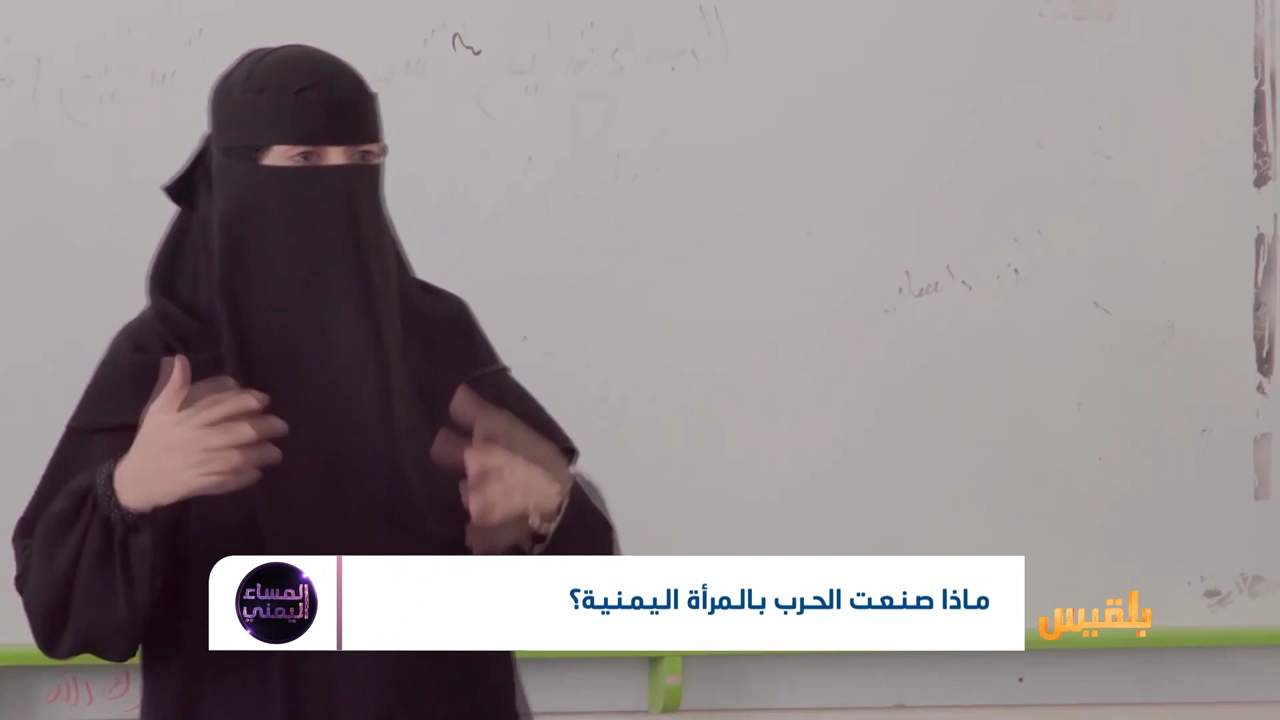 ماذا صنعت الحرب بالمرأة اليمنية؟
المساء
اليمني
بلقيس